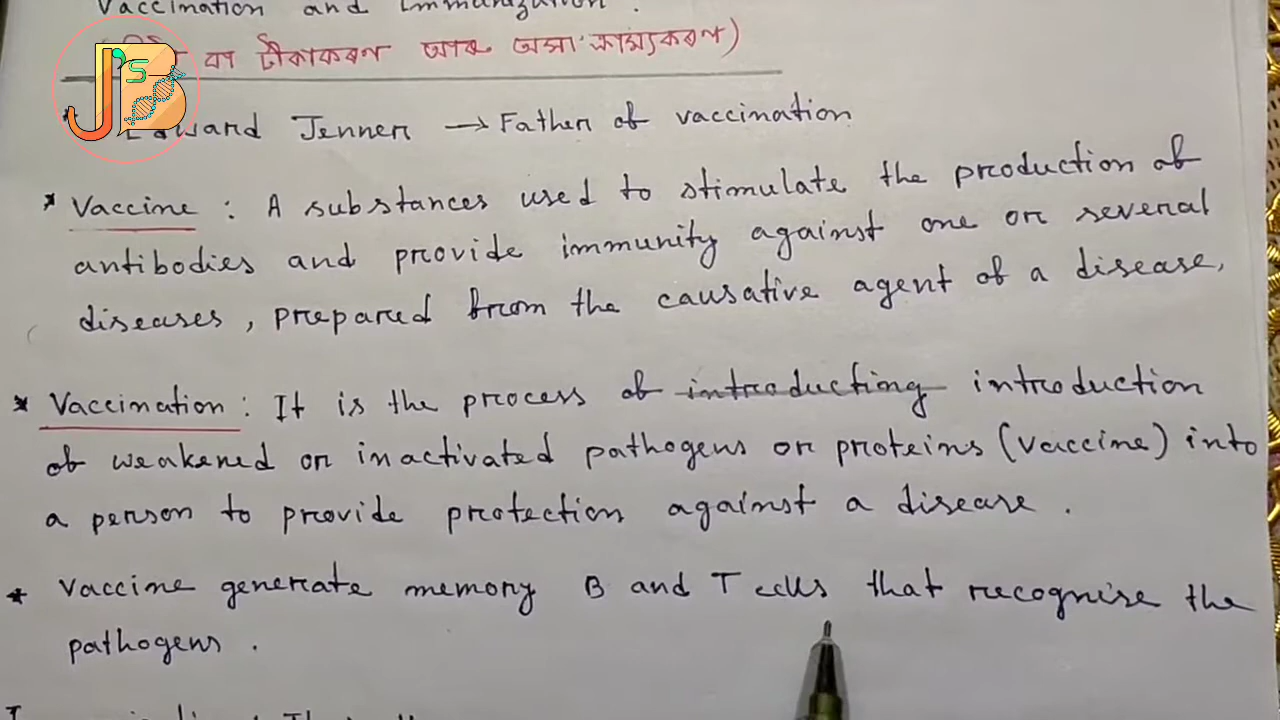 Vaccination and Immunization.
বা টীকাকৰণ আৰু অসংক্ৰাম্যকৰণ)
J'sB
* Edward Jenner → Father of vaccination
* Vaccine : A substances used to stimulate the production of
antibodies and provide immunity against one or several
diseases, prepared from the causative agent of a disease,
* Vaccination : It is the process of introducting introduction
of weakened or inactivated pathogens or proteins (vaccine) into
a person to provide protection against a disease.
* Vaccine generate memory B and T cells that recognise the
pathogens.